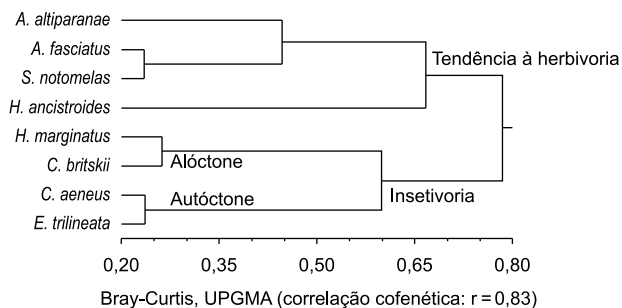 A. altiparanae
A. fasciatus
S. notomelas
H. ancistroides
H. marginatus
C. britskii
C. aeneus
E. trilineata
Tendência à herbivoria
Alóctone
Autóctone
Insetivoria
0,20 0,35 0,50 0,65 0,80
Bray-Curtis, UPGMA (correlação cofenética: r = 0,83)